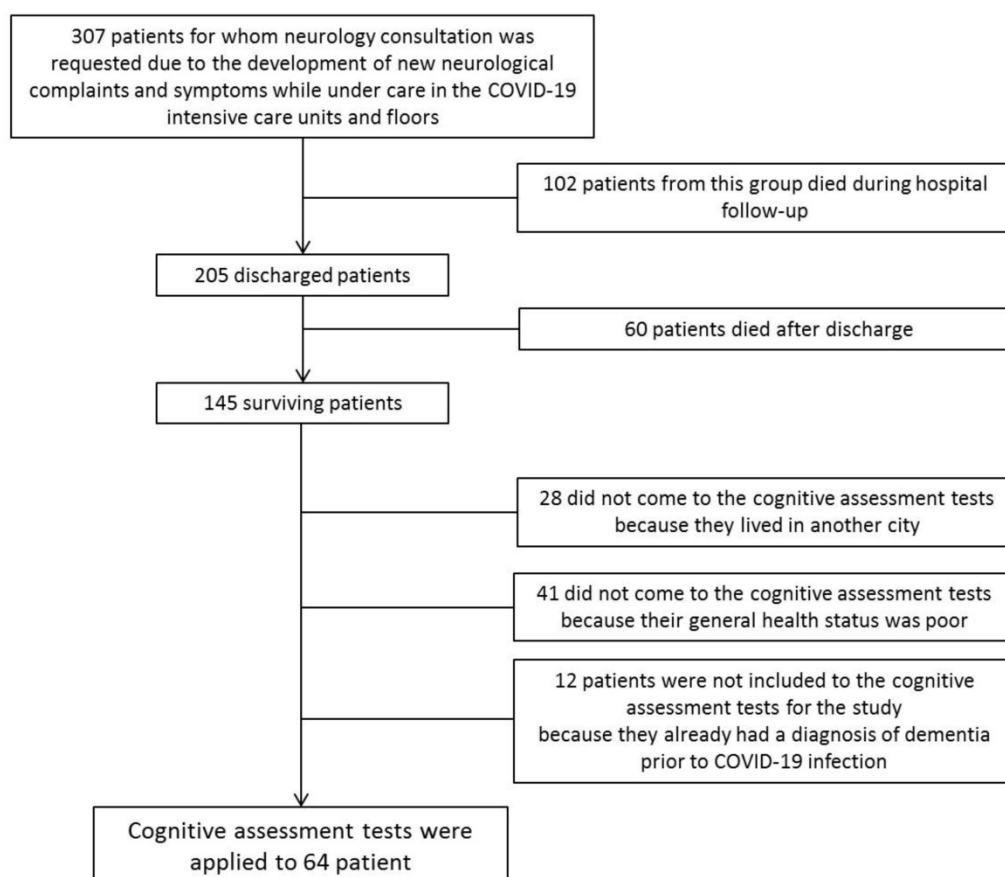 307 patients for whom neurology consultation was
requested due to the development of new neurological
complaints and symptoms while under care in the COVID-19
intensive care units and floors
102 patients from this group died during hospital
follow-up
205 discharged patients
60 patients died after discharge
145 surviving patients
28 did not come to the cognitive assessment tests
because they lived in another city
41 did not come to the cognitive assessment tests
because their general health status was poor
12 patients were not included to the cognitive
assessment tests for the study
because they already had a diagnosis of dementia
prior to COVID-19 infection
Cognitive assessment tests were
applied to 64 patient